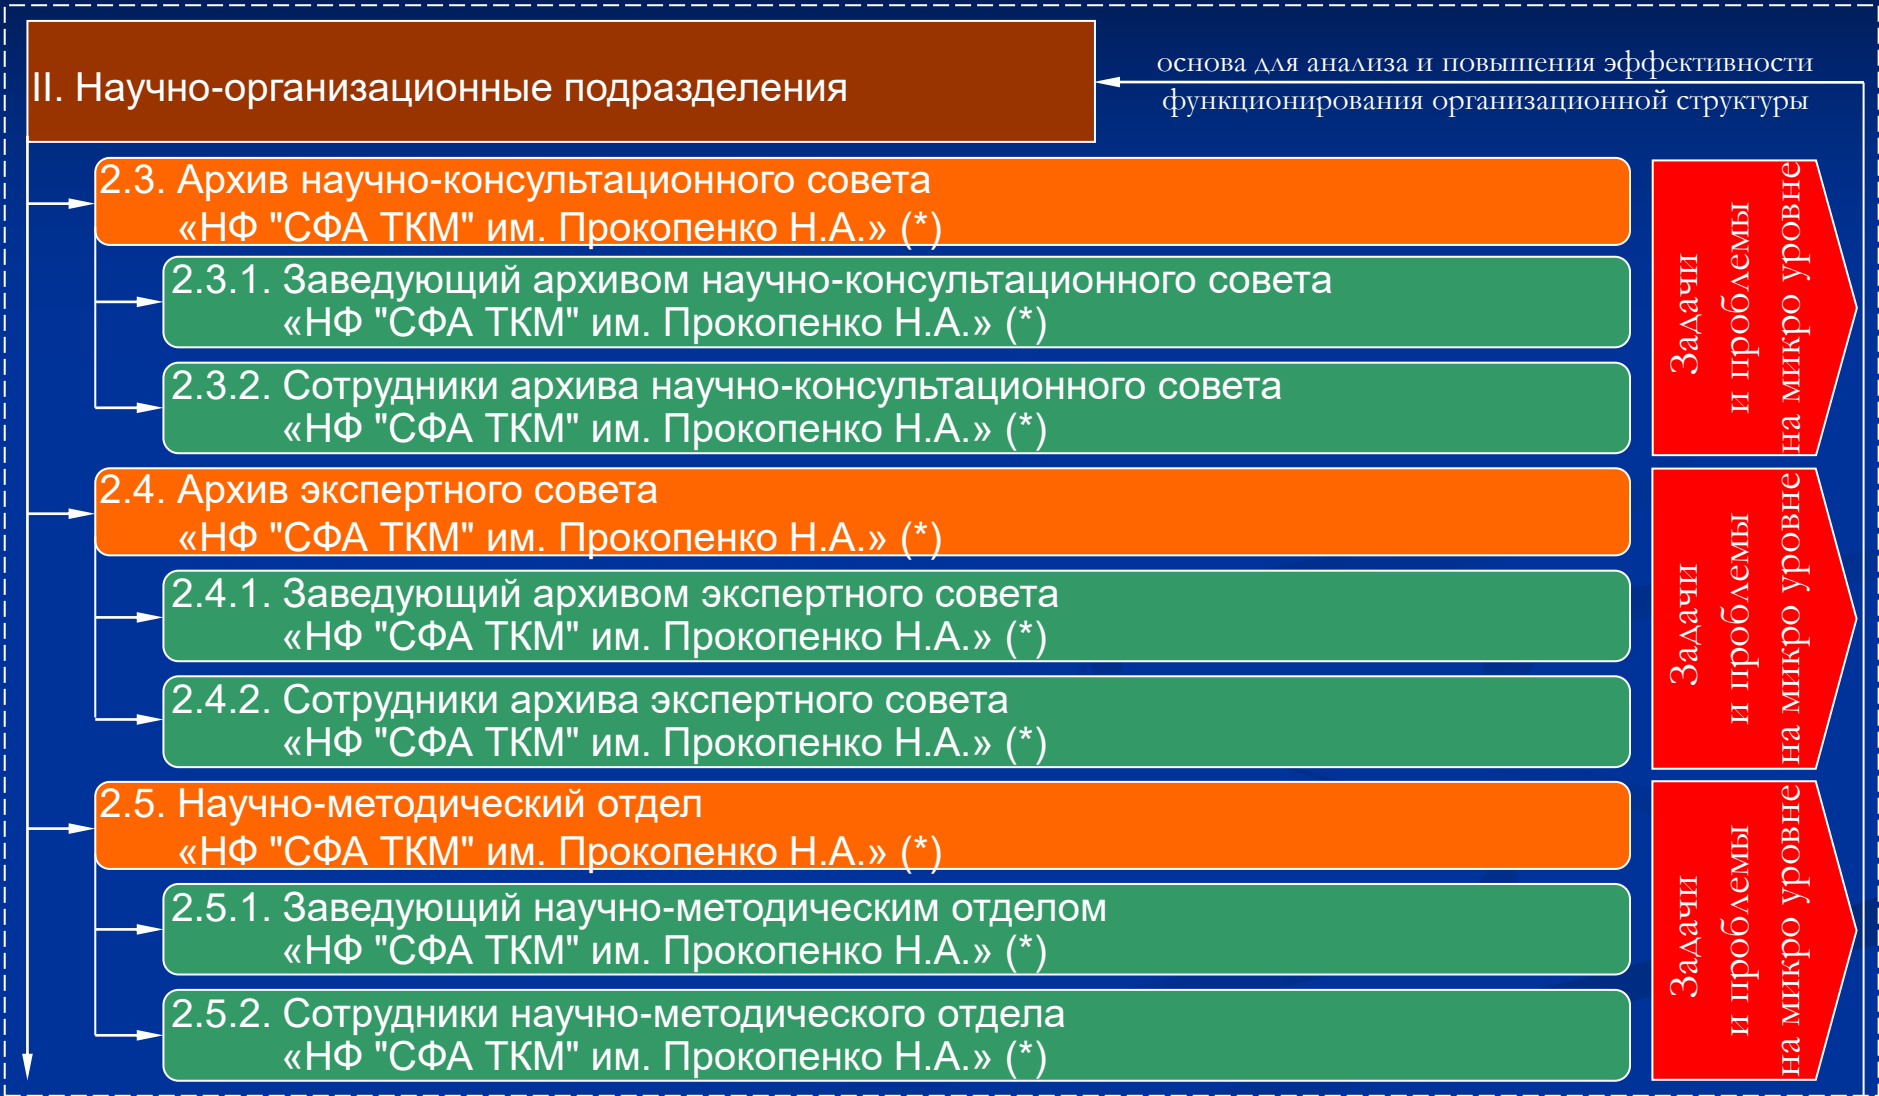 II. Научно-организационные подразделения
основа для анализа и повышения эффективности
функционирования организационной структуры
2.3. Архив научно-консультационного совета
«НФ "СФА ТКМ" им. Прокопенко Н.А.» (*)
2.3.1. Заведующий архивом научно-консультационного совета
«НФ "СФА ТКМ" им. Прокопенко Н.А.» (*)
2.3.2. Сотрудники архива научно-консультационного совета
«НФ "СФА ТКМ" им. Прокопенко Н.А.» (*)
Задачи
и проблемы
на микро уровне
2.4. Архив экспертного совета
«НФ "СФА ТКМ" им. Прокопенко Н.А.» (*)
2.4.1. Заведующий архивом экспертного совета
«НФ "СФА ТКМ" им. Прокопенко Н.А.» (*)
2.4.2. Сотрудники архива экспертного совета
«НФ "СФА ТКМ" им. Прокопенко Н.А.» (*)
Задачи
и проблемы
на микро уровне
2.5. Научно-методический отдел
«НФ "СФА ТКМ" им. Прокопенко Н.А.» (*)
2.5.1. Заведующий научно-методическим отделом
«НФ "СФА ТКМ" им. Прокопенко Н.А.» (*)
2.5.2. Сотрудники научно-методического отдела
«НФ "СФА ТКМ" им. Прокопенко Н.А.» (*)
Задачи
и проблемы
на микро уровне